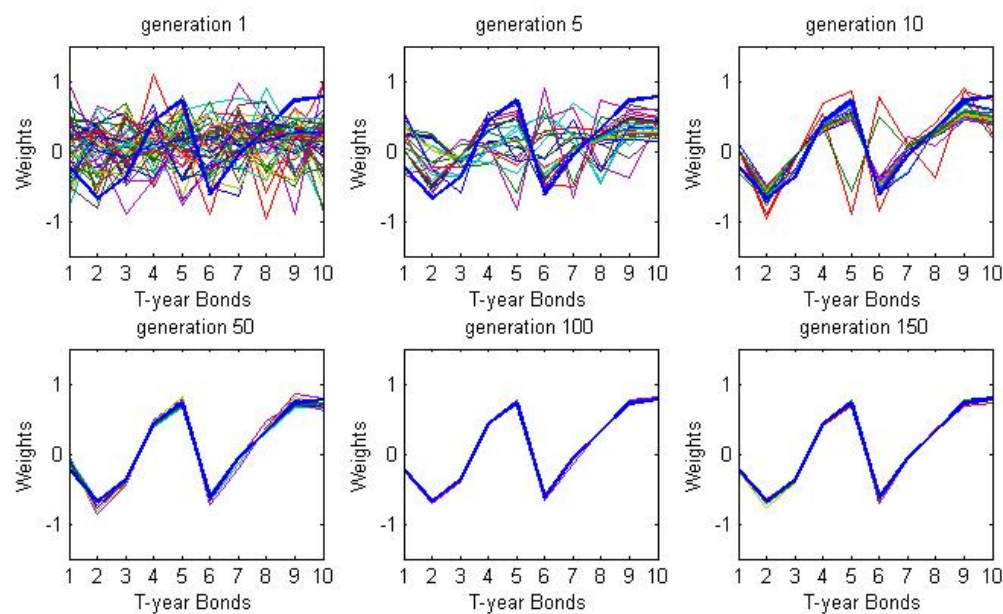 generation 1
generation 5
generation 10
Weights
1
0
-1
1 2 3 4 5 6 7 8 9 10
T-year Bonds
Weights
1
0
-1
1 2 3 4 5 6 7 8 9 10
T-year Bonds
Weights
1
0
-1
1 2 3 4 5 6 7 8 9 10
T-year Bonds
generation 50
generation 100
generation 150
Weights
1
0
-1
1 2 3 4 5 6 7 8 9 10
T-year Bonds
Weights
1
0
-1
1 2 3 4 5 6 7 8 9 10
T-year Bonds
Weights
1
0
-1
1 2 3 4 5 6 7 8 9 10
T-year Bonds